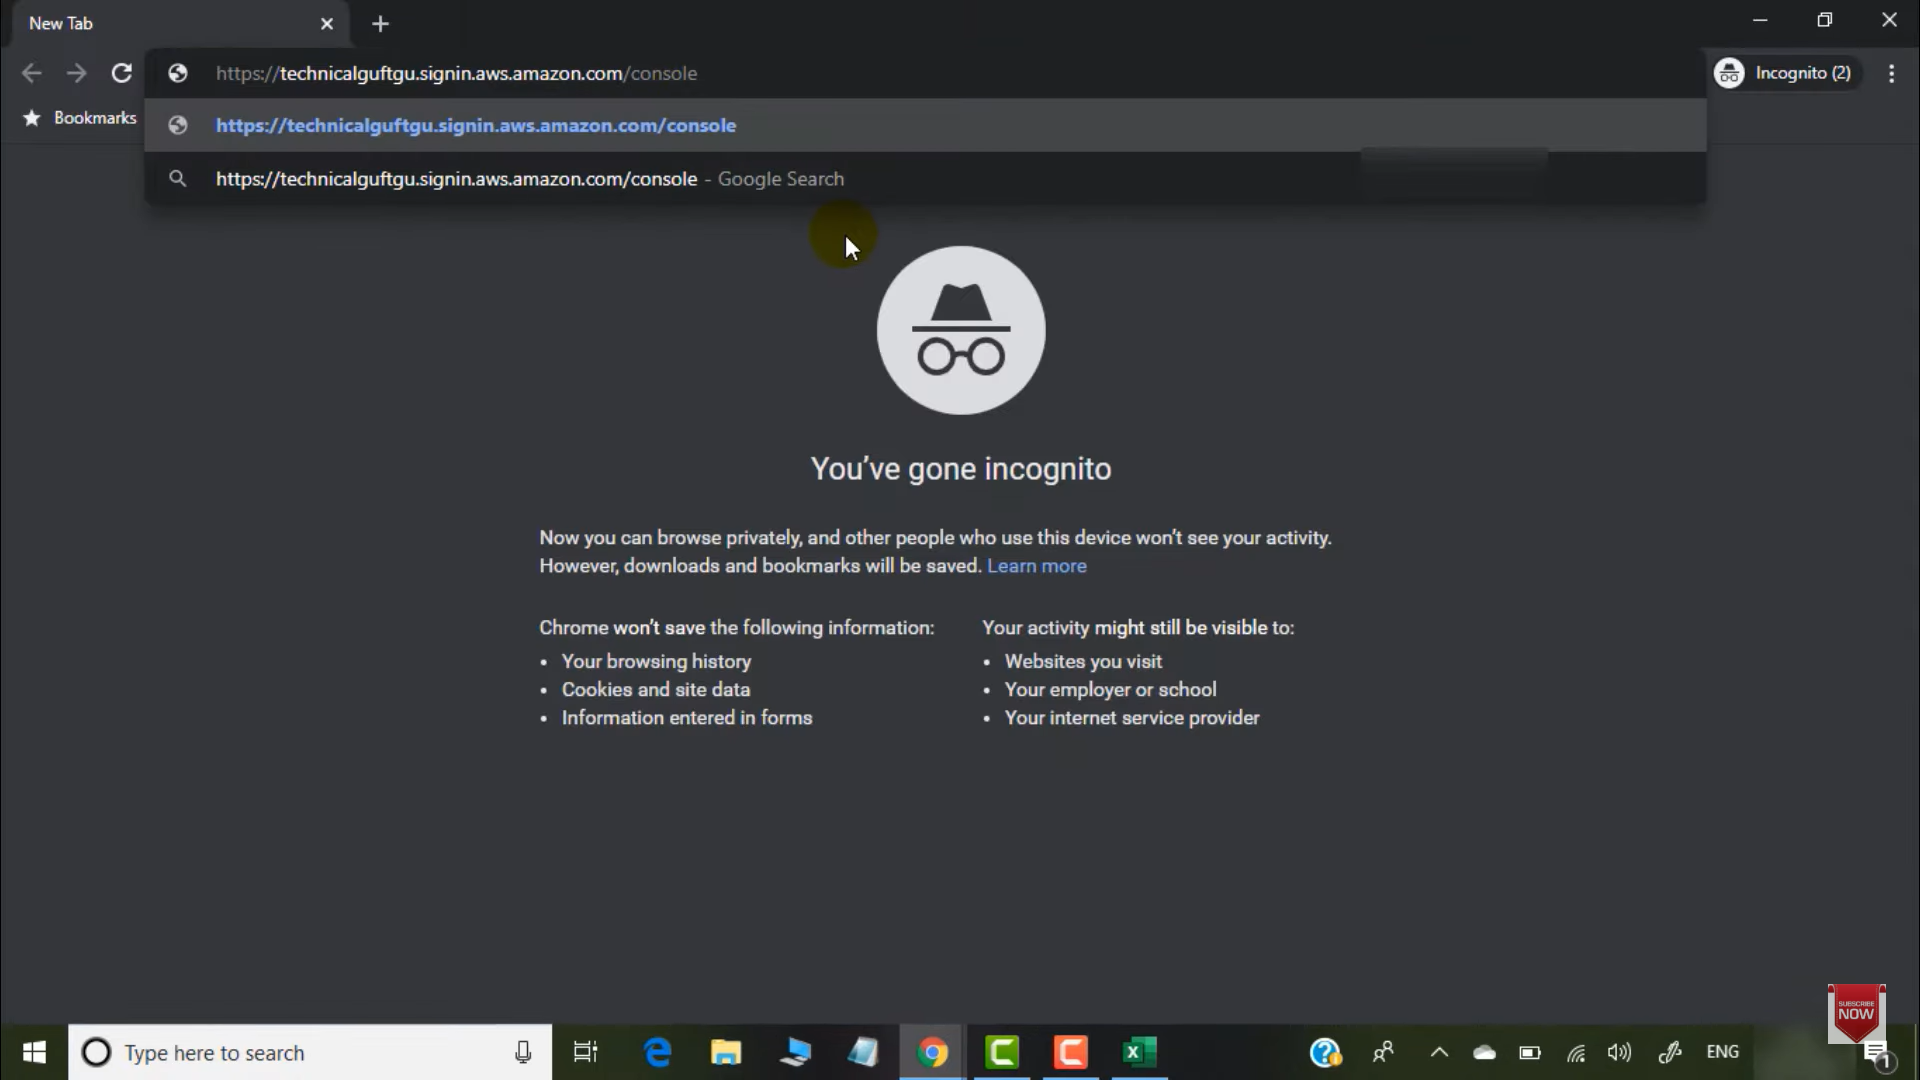 New Tab
https://technicalguftgu.signin.aws.amazon.com/console
Incognito (2)
Bookmarks
https://technicalguftgu.signin.aws.amazon.com/console
https://technicalguftgu.signin.aws.amazon.com/console - Google Search
You've gone incognito
Now you can browse privately, and other people who use this device won't see your activity.
However, downloads and bookmarks will be saved. Learn more
Chrome won't save the following information:
• Your browsing history
• Cookies and site data
• Information entered in forms
Your activity might still be visible to:
• Websites you visit
• Your employer or school
• Your internet service provider
SUBSCRIBE
NOW
Type here to search
ENG
1